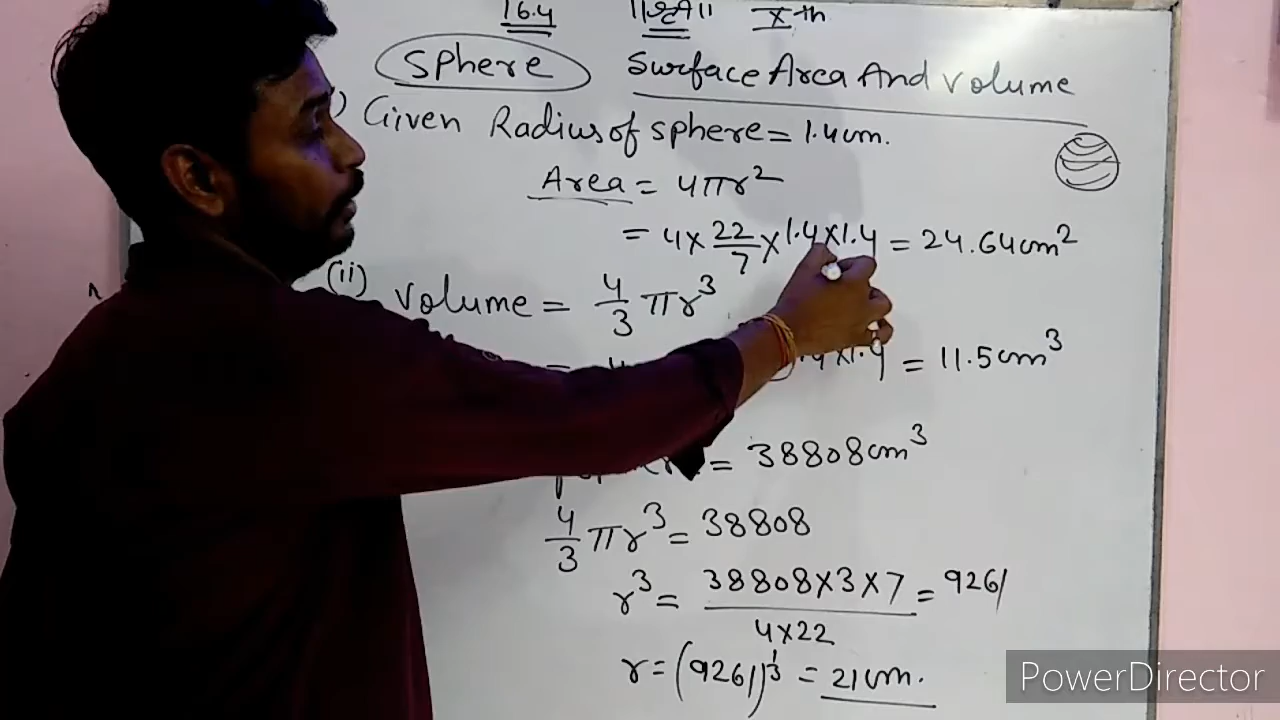 16.4 X th
Sphere Surface Area And Volume
) Given Radius of sphere = 1.4 cm.
Area = 4πr²
= 4 × 22/7 × 1.4 × 1.4 = 24.64 cm²
(ii) Volume = 4/3 πr³
1.4 = 11.5 cm³
= 38808 cm³
4/3 πr³ = 38808
r³ = 38808×3×7 / 4×22 = 9261
r = (9261)^1/3 = 21 cm.
PowerDirector